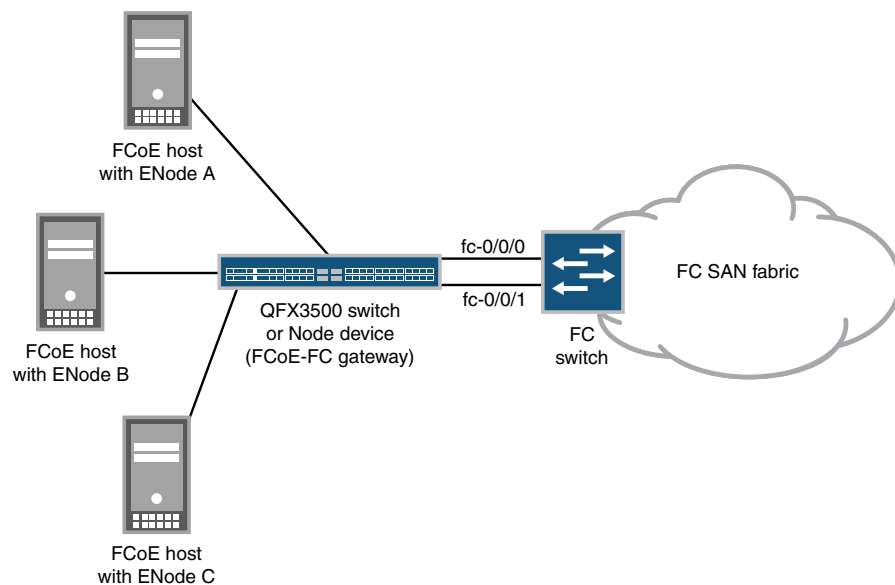 FCoE host
with ENode A
FCoE host
with ENode B
FCoE host
with ENode C
QFX3500 switch
or Node device
(FCoE-FC gateway)
fc-0/0/0
fc-0/0/1
FC
switch
FC SAN fabric